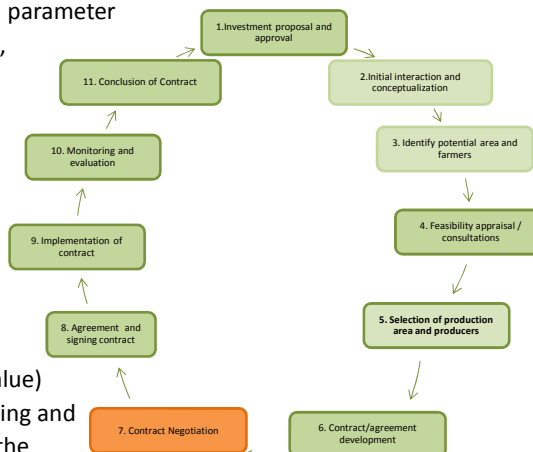 parameter
,
1.Investment proposal and
approval
2.Initial interaction and
conceptualization
3. Identify potential area and
farmers
4. Feasibility appraisal /
consultations
5. Selection of production
area and producers
6. Contract/agreement
development
7. Contract Negotiation
8. Agreement and
signing contract
9. Implementation of
contract
10. Monitoring and
evaluation
11. Conclusion of Contract
alue)
ing and
the